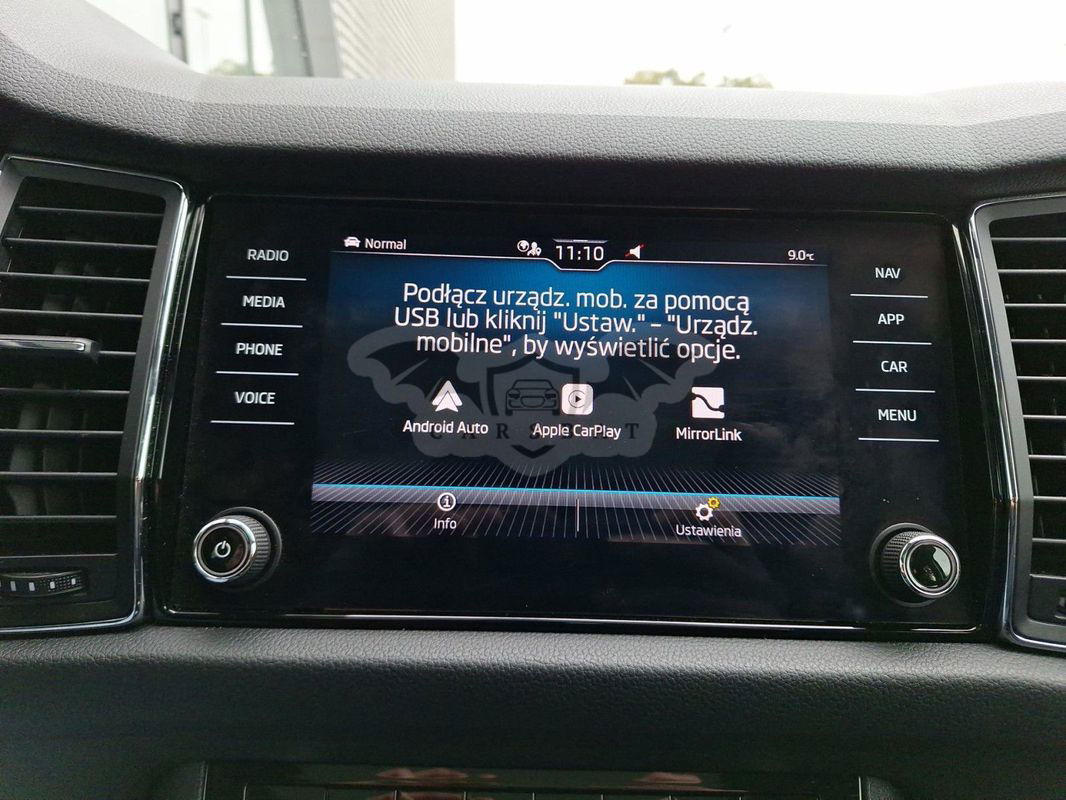 RADIO
MEDIA
PHONE
VOICE
Normal
11:10
9.0°C
Podłącz urządz. mob. za pomocą
USB lub kliknij "Ustaw." – "Urządz.
mobilne", by wyświetlić opcje.
Android Auto
Apple CarPlay
MirrorLink
Info
Ustawienia
NAV
APP
CAR
MENU